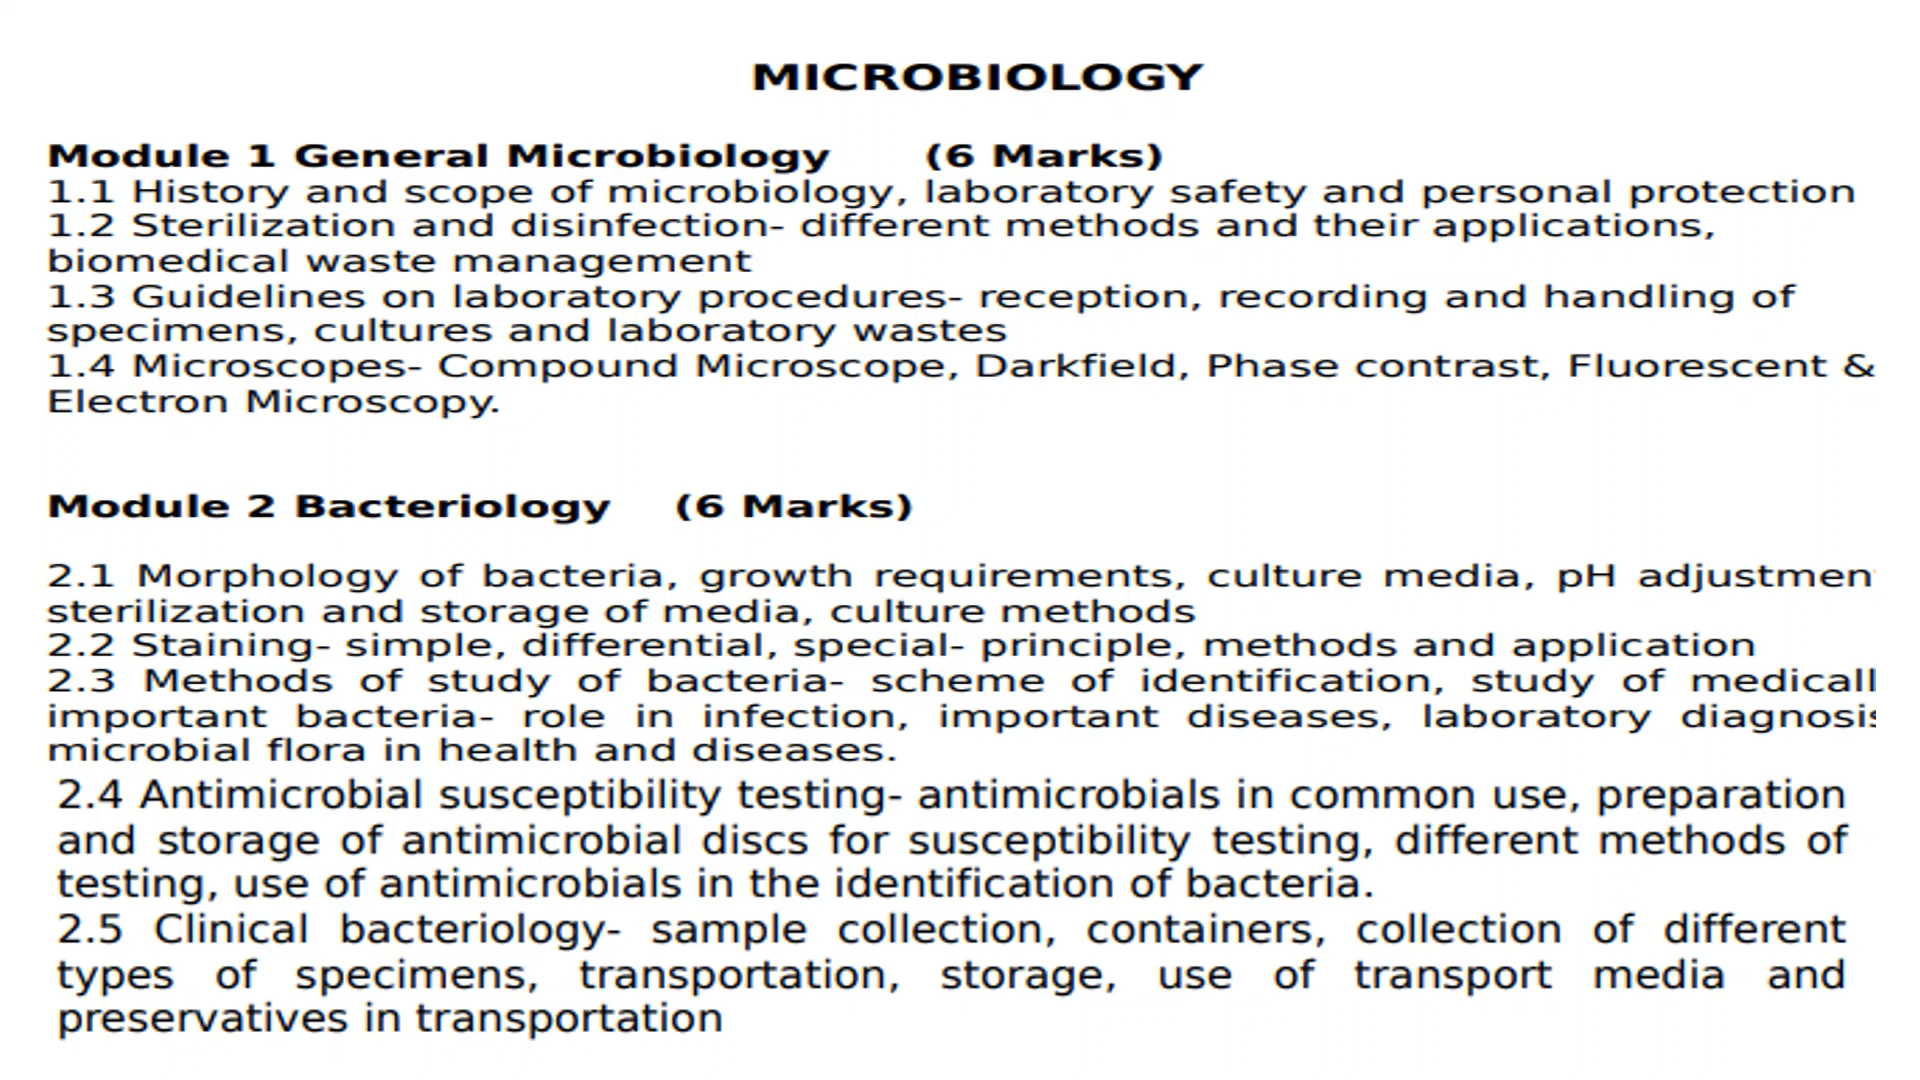 MICROBIOLOGY
Module 1 General Microbiology (6 Marks)
1.1 History and scope of microbiology, laboratory safety and personal protection
1.2 Sterilization and disinfection- different methods and their applications,
biomedical waste management
1.3 Guidelines on laboratory procedures- reception, recording and handling of
specimens, cultures and laboratory wastes
1.4 Microscopes- Compound Microscope, Darkfield, Phase contrast, Fluorescent &
Electron Microscopy.
Module 2 Bacteriology (6 Marks)
2.1 Morphology of bacteria, growth requirements, culture media, pH adjustmen
sterilization and storage of media, culture methods
2.2 Staining- simple, differential, special- principle, methods and application
2.3 Methods of study of bacteria- scheme of identification, study of medicall
important bacteria- role in infection, important diseases, laboratory diagnosis
microbial flora in health and diseases.
2.4 Antimicrobial susceptibility testing- antimicrobials in common use, preparation
and storage of antimicrobial discs for susceptibility testing, different methods of
testing, use of antimicrobials in the identification of bacteria.
2.5 Clinical bacteriology- sample collection, containers, collection of different
types of specimens, transportation, storage, use of transport media and
preservatives in transportation